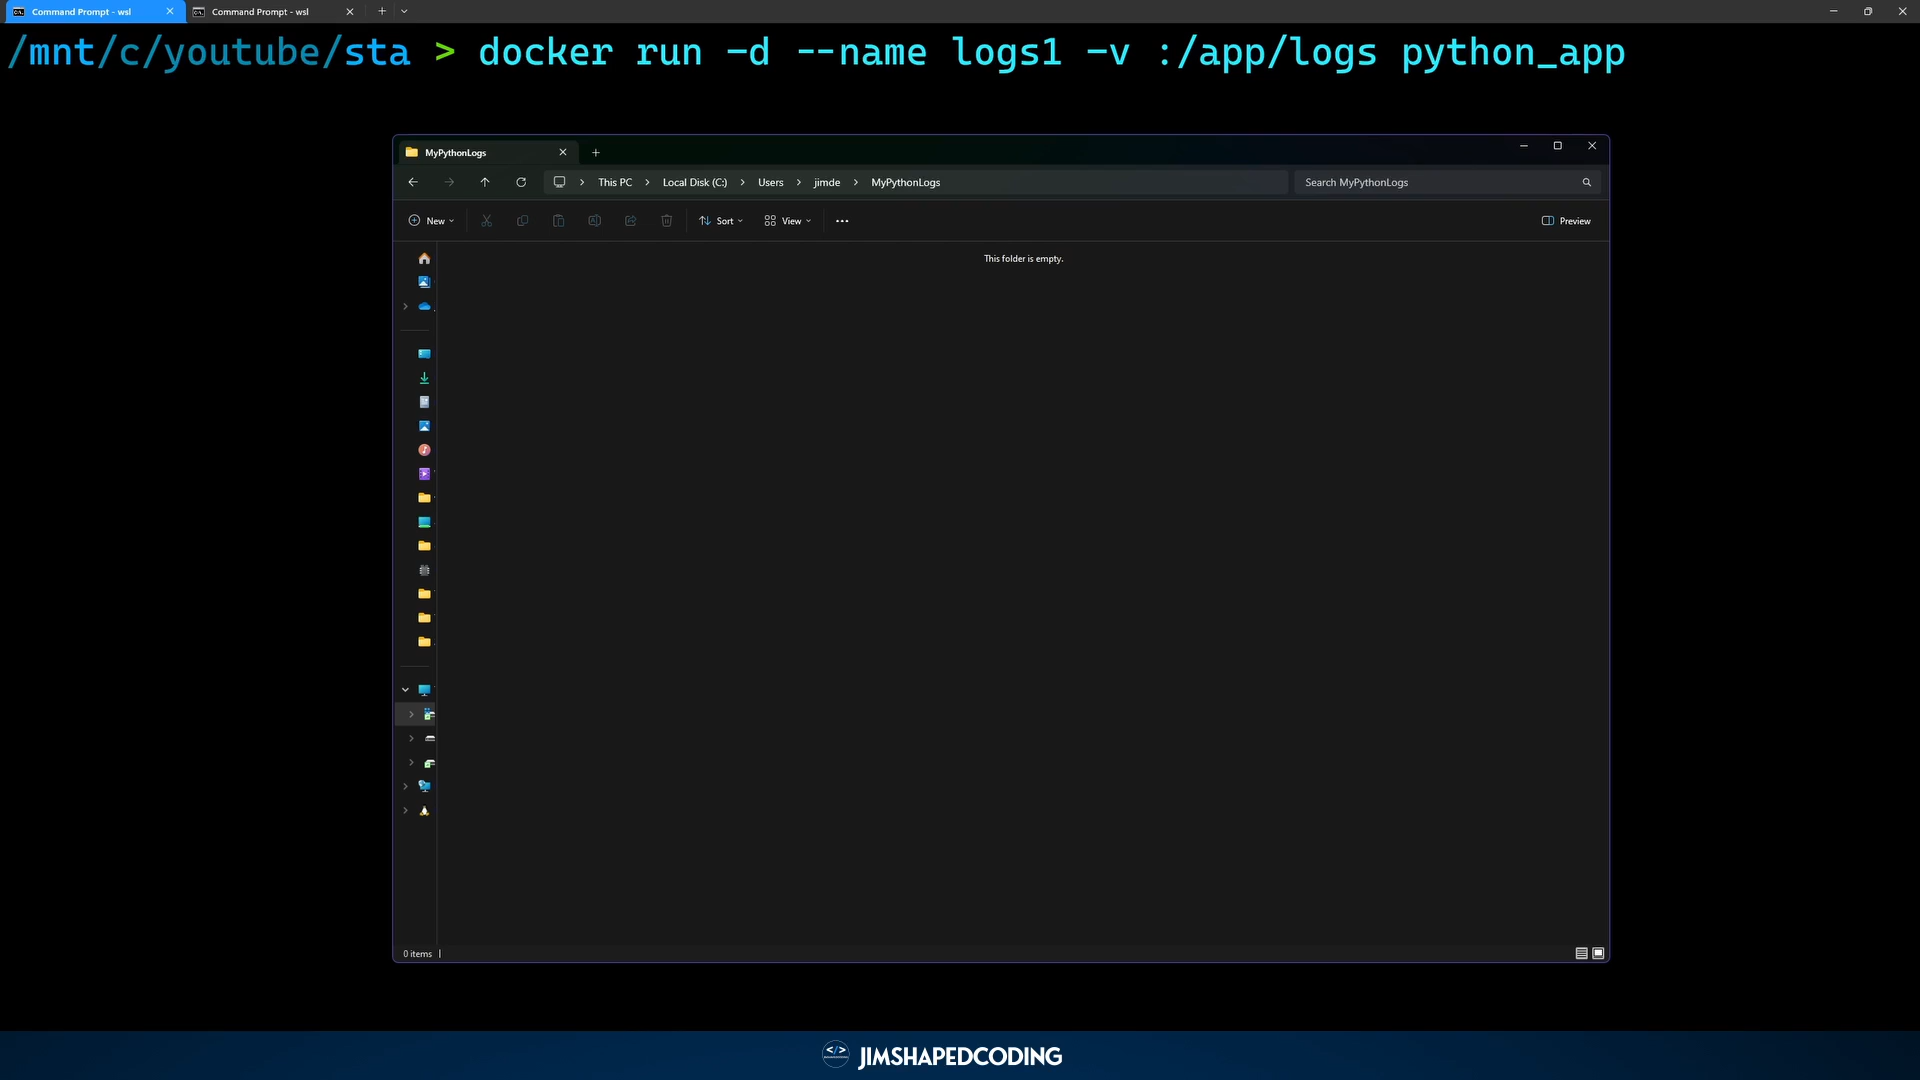 Command Prompt - wsl
Command Prompt - wsl
/mnt/c/youtube/sta > docker run -d --name logs1 -v :/app/logs python_app
MyPythonLogs
This PC > Local Disk (C:) > Users > jimde > MyPythonLogs
Search MyPythonLogs
New
Sort
View
Preview
This folder is empty.
0 items
</> JIMSHAPEDCODING